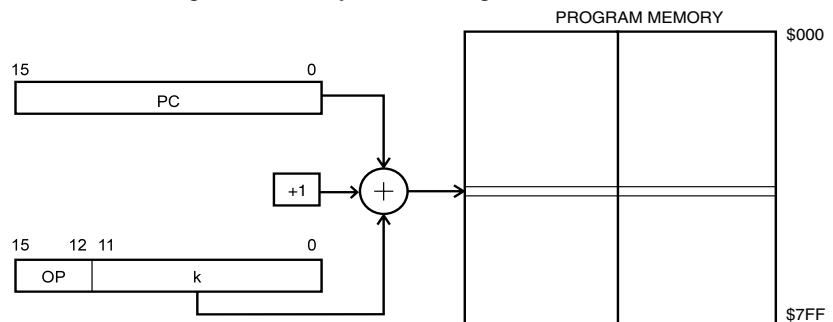 PROGRAM MEMORY
$000
15 0
PC
+1
15 12 11 0
OP k
$7FF